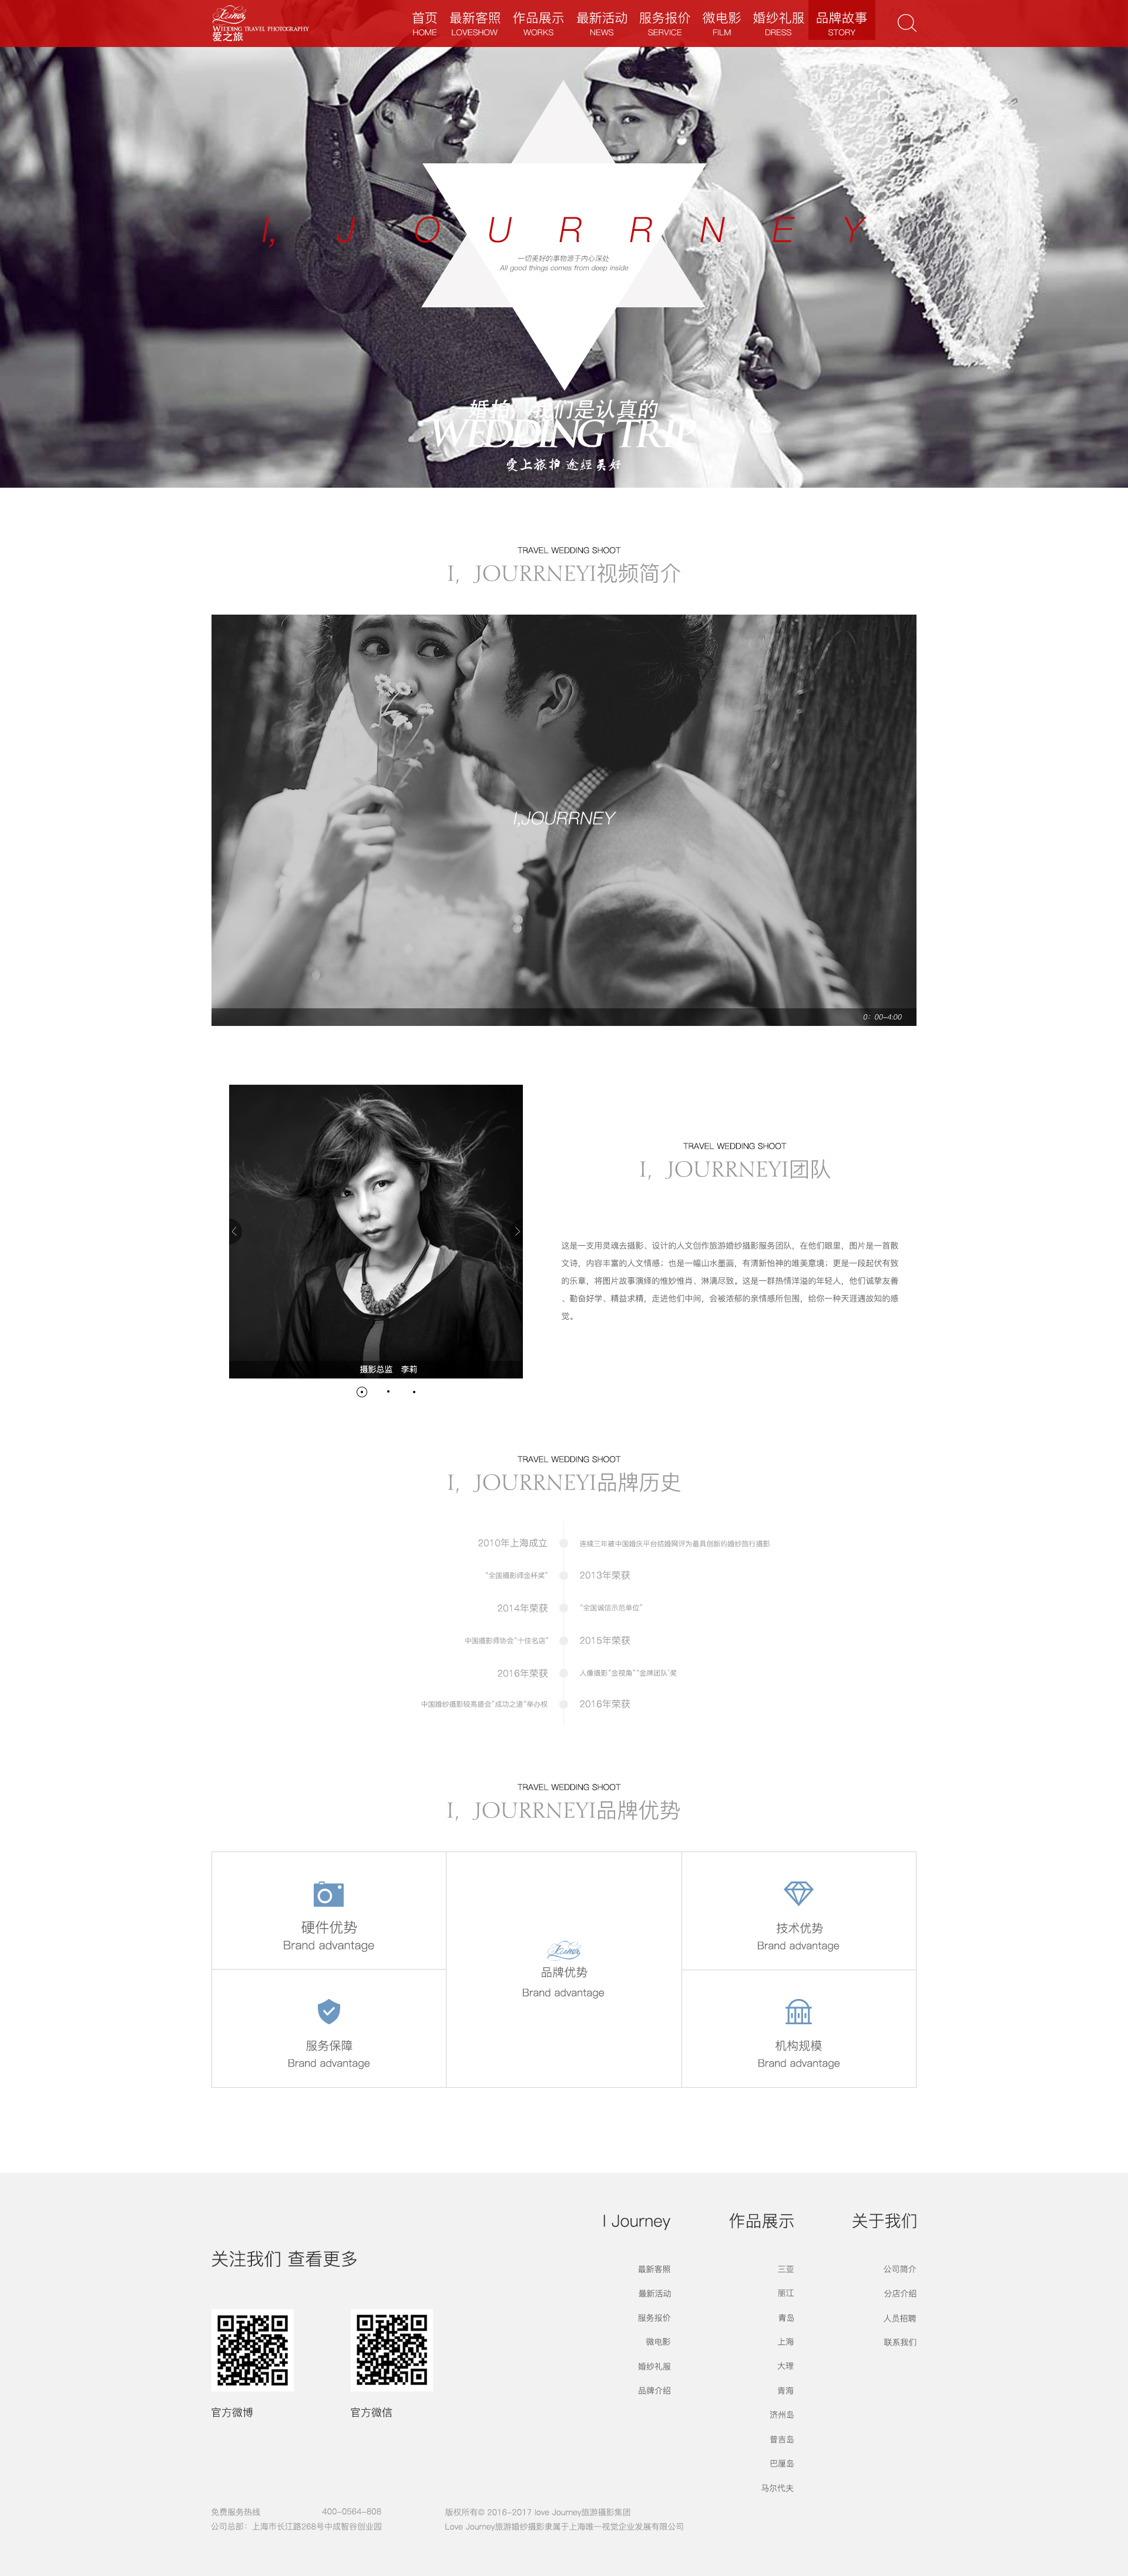 WEDDING TRAVEL PHOTOGRAPHY
爱之旅
首页 最新客照 作品展示 最新活动 服务报价 微电影 婚纱礼服 品牌故事
HOME LOVESHOW WORKS NEWS SERVICE FILM DRESS STORY
I, JOURRNEY
一切美好的事物源于内心深处
All good things comes from deep inside
婚拍,我们是认真的
WEDDING TRIP
爱上旅拍 途经美好
TRAVEL WEDDING SHOOT
I, JOURRNEYI视频简介
I,JOURRNEY
0：00-4:00
TRAVEL WEDDING SHOOT
I, JOURRNEYI团队
这是一支用灵魂去摄影、设计的人文创作旅游婚纱摄影服务团队，在他们眼里，图片是一首散
文诗，内容丰富的人文情感；也是一幅山水墨画，有清新怡神的唯美意境；更是一段起伏有致
的乐章，将图片故事演绎的惟妙惟肖、淋漓尽致。这是一群热情洋溢的年轻人，他们诚挚友善
、勤奋好学、精益求精，走进他们中间，会被浓郁的亲情感所包围，给你一种天涯遇故知的感
觉。
摄影总监 李莉
TRAVEL WEDDING SHOOT
I, JOURRNEYI品牌历史
2010年上海成立 连续三年被中国婚庆平台结婚网评为最具创新的婚纱旅行摄影
“全国摄影师金杯奖” 2013年荣获
2014年荣获 “全国诚信示范单位”
中国摄影师协会“十佳名店” 2015年荣获
2016年荣获 人像摄影“金视角”“金牌团队’奖
中国婚纱摄影较高盛会“成功之道“举办权 2016年荣获
TRAVEL WEDDING SHOOT
I, JOURRNEYI品牌优势
硬件优势
Brand advantage
技术优势
Brand advantage
品牌优势
Brand advantage
服务保障
Brand advantage
机构规模
Brand advantage
关注我们 查看更多
官方微博 官方微信
I Journey
最新客照
最新活动
服务报价
微电影
婚纱礼服
品牌介绍
作品展示
三亚
丽江
青岛
上海
大理
青海
济州岛
普吉岛
巴厘岛
马尔代夫
关于我们
公司简介
分店介绍
人员招聘
联系我们
免费服务热线 400-0564-808 版权所有© 2016-2017 love Journey旅游摄影集团
公司总部：上海市长江路268号中成智谷创业园 Love Journey旅游婚纱摄影隶属于上海唯一视觉企业发展有限公司